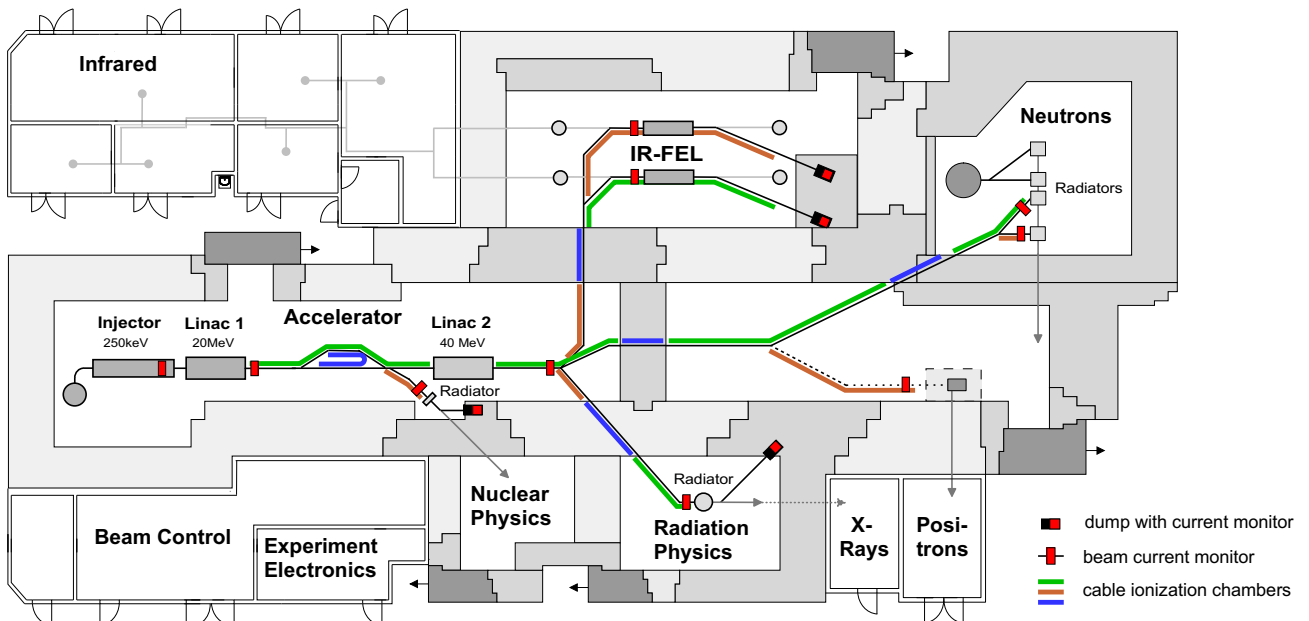 Infrared
Neutrons
IR-FEL
Radiators
Accelerator
Injector
250keV
Linac 1
20MeV
Linac 2
40 MeV
Radiator
Radiator
Nuclear
Physics
Radiation
Physics
X-
Rays
Posi-
trons
Beam Control
Experiment
Electronics
dump with current monitor
beam current monitor
cable ionization chambers